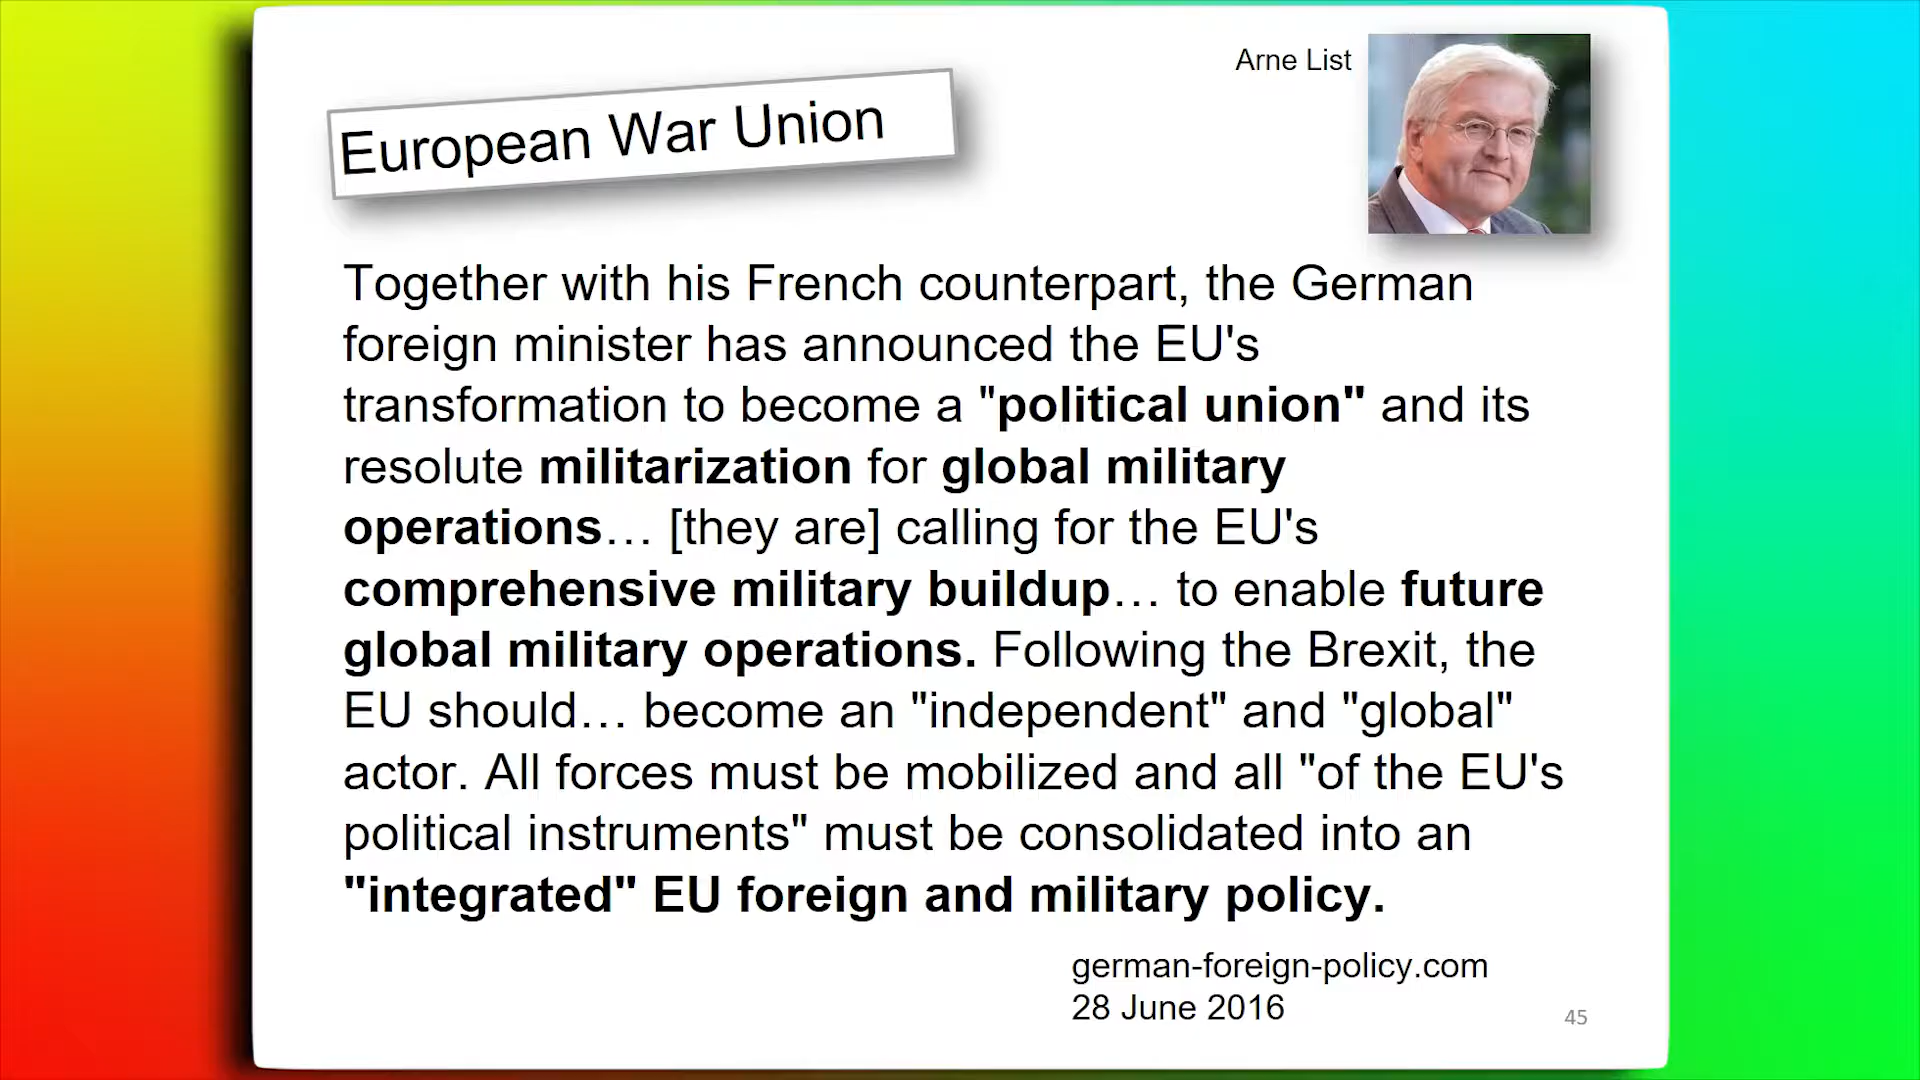 Arne List
European War Union
Together with his French counterpart, the German
foreign minister has announced the EU's
transformation to become a "political union" and its
resolute militarization for global military
operations… [they are] calling for the EU's
comprehensive military buildup… to enable future
global military operations. Following the Brexit, the
EU should… become an "independent" and "global"
actor. All forces must be mobilized and all "of the EU's
political instruments" must be consolidated into an
"integrated" EU foreign and military policy.
german-foreign-policy.com
28 June 2016
45